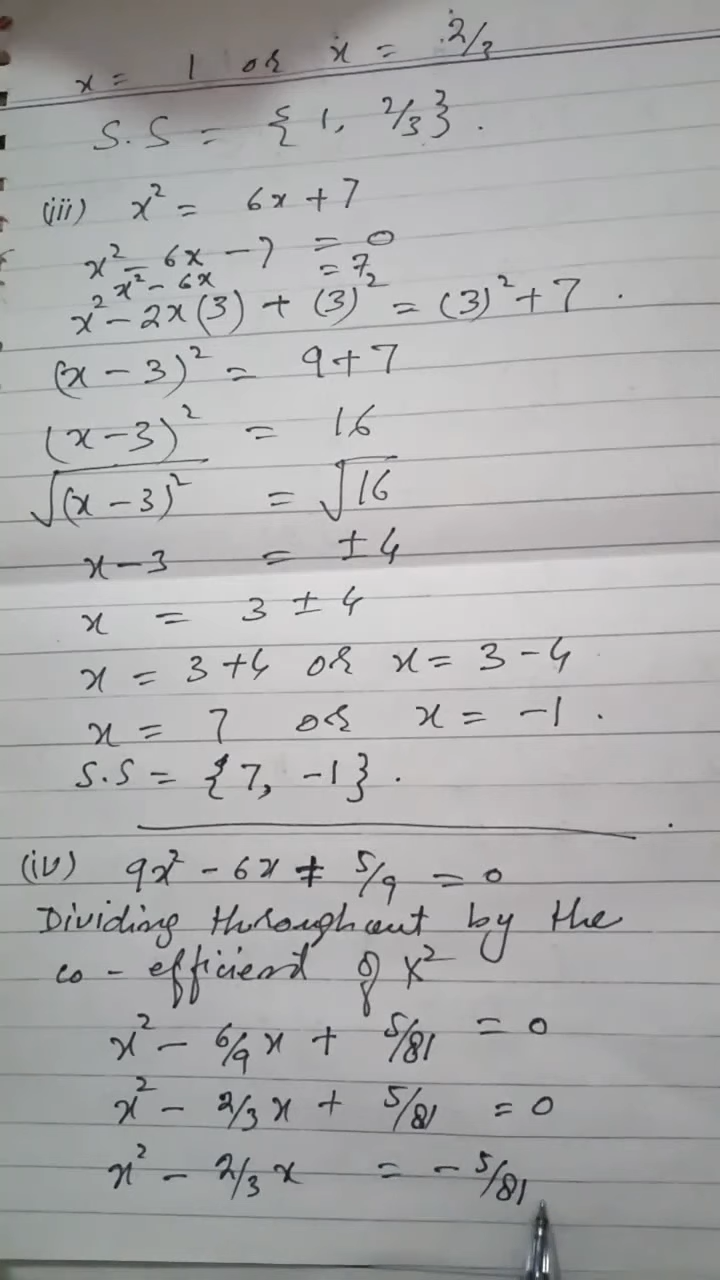 x = 1 or x = 2/3
S.S = { 1, 2/3 } .
(iii) x² = 6x + 7
x² - 6x - 7 = 0
x² - 6x = 7
x² - 2x(3) + (3)² = (3)² + 7 .
(x - 3)² = 9 + 7
(x - 3)² = 16
√(x - 3)² = √16
x - 3 = ± 4
x = 3 ± 4
x = 3 + 4 or x = 3 - 4
x = 7 or x = -1 .
S.S = { 7, -1 } .
(iv) 9x² - 6x + 5/9 = 0
Dividing throughout by the
co - efficient of x²
x² - 6/9 x + 5/81 = 0
x² - 2/3 x + 5/81 = 0
x² - 2/3 x = - 5/81